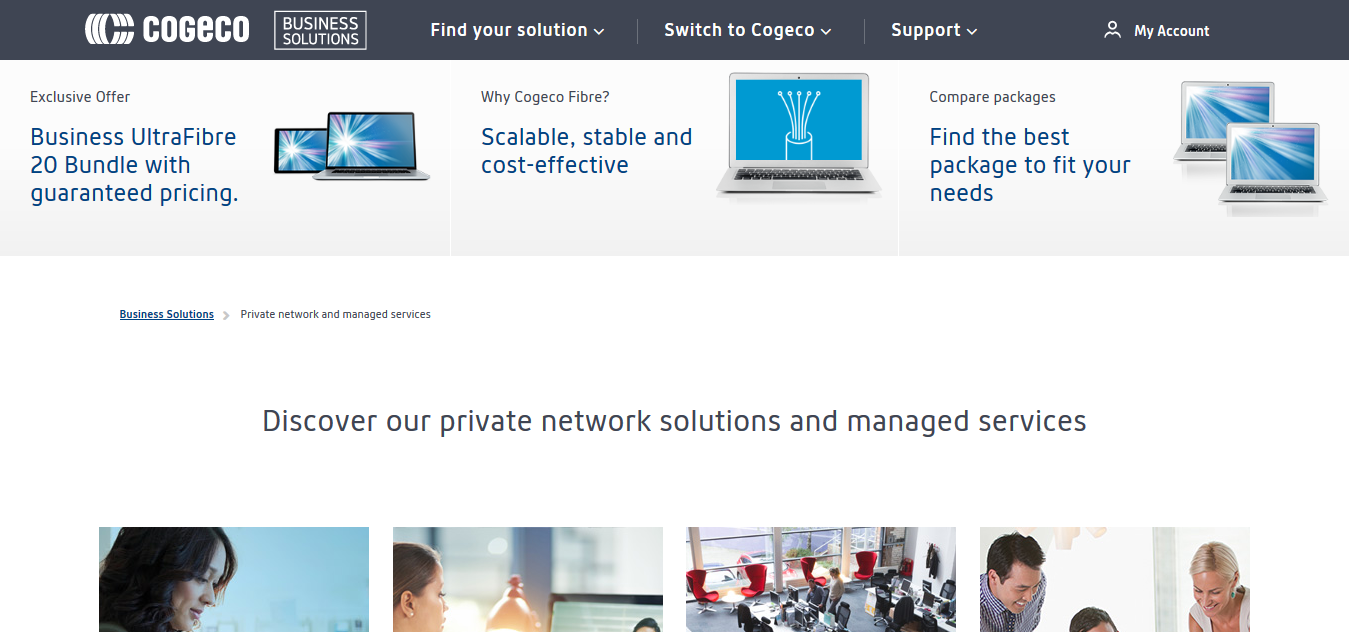 COGECO
BUSINESS
SOLUTIONS
Find your solution
Switch to Cogeco
Support
My Account
Exclusive Offer
Business UltraFibre
20 Bundle with
guaranteed pricing.
Why Cogeco Fibre?
Scalable, stable and
cost-effective
Compare packages
Find the best
package to fit your
needs
Business Solutions
Private network and managed services
Discover our private network solutions and managed services